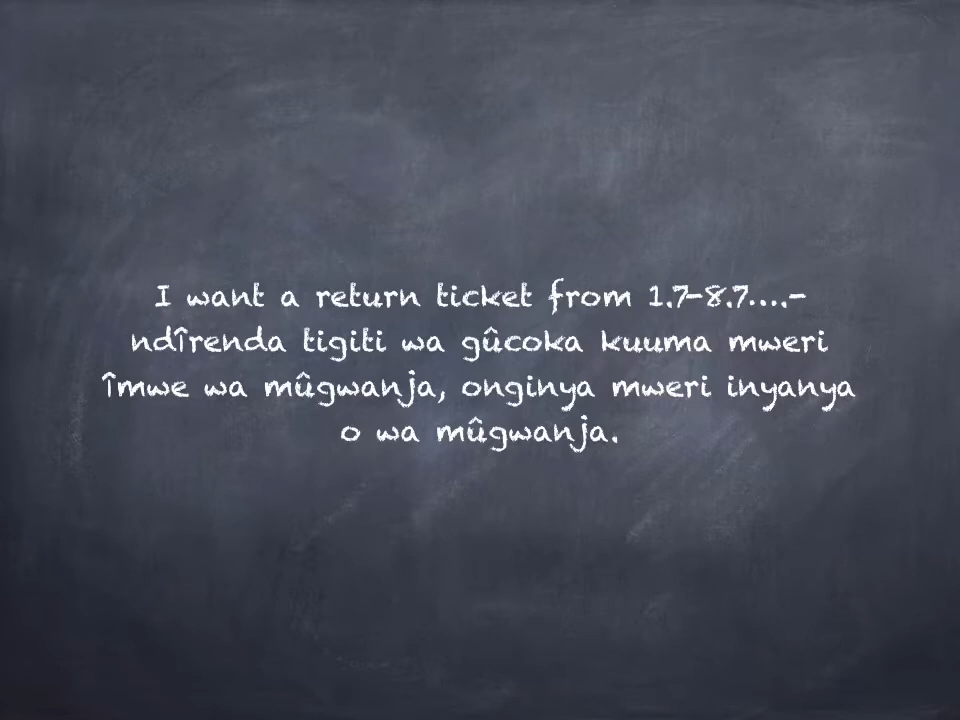 I want a return ticket from 1.7-8.7....-
ndîrenda tigiti wa gûcoka kuuma mweri
îmwe wa mûgwanja, onginya mweri inyanya
o wa mûgwanja.